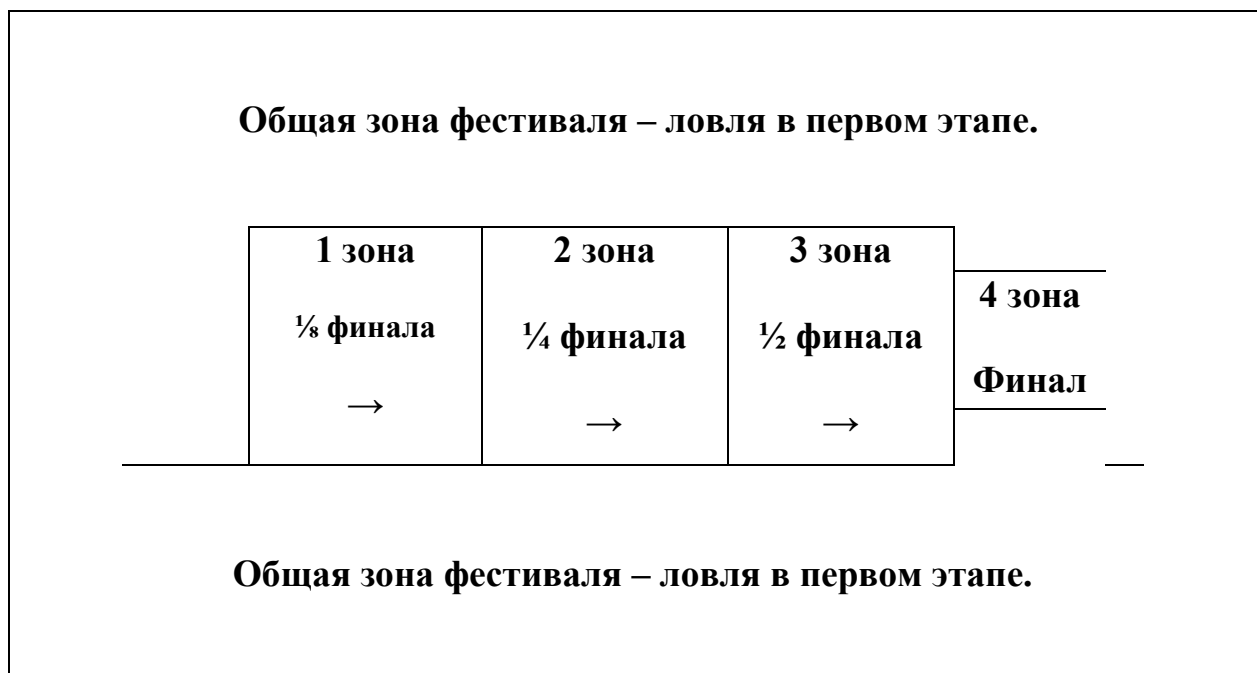 Общая зона фестиваля – ловля в первом этапе.
1 зона
⅛ финала
→
2 зона
¼ финала
→
3 зона
½ финала
→
4 зона
Финал
Общая зона фестиваля – ловля в первом этапе.